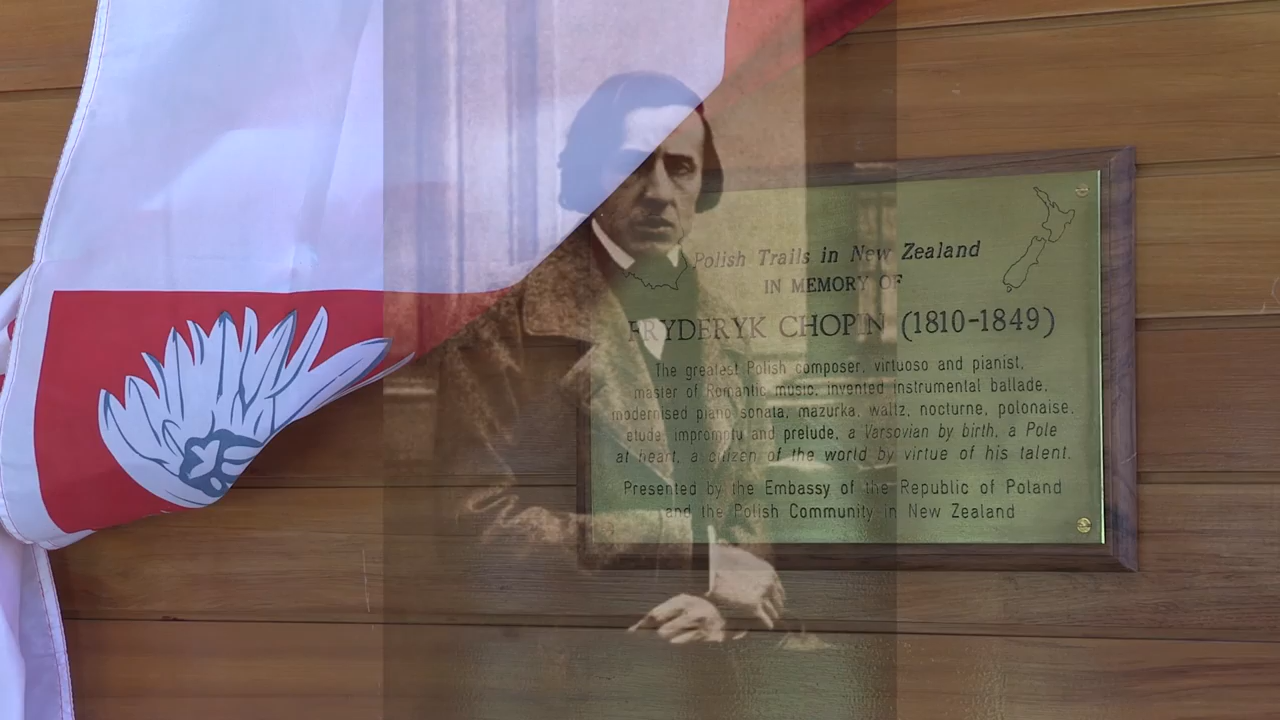 Polish Trails in New Zealand
IN MEMORY OF
FRYDERYK CHOPIN (1810-1849)
The greatest Polish composer, virtuoso and pianist,
master of Romantic music, invented instrumental ballade,
modernised piano sonata, mazurka, waltz, nocturne, polonaise,
etude, impromptu and prelude, a Varsovian by birth, a Pole
at heart, a citizen of the world by virtue of his talent.
Presented by the Embassy of the Republic of Poland
and the Polish Community in New Zealand